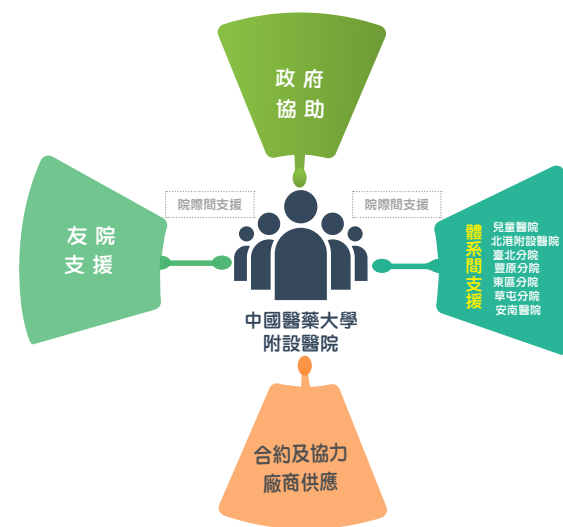 政府
協助
院際間支援
院際間支援
友院
支援
體系間支援
兒童醫院
北港附設醫院
臺北分院
豐原分院
東區分院
草屯分院
安南醫院
中國醫藥大學
附設醫院
合約及協力
廠商供應